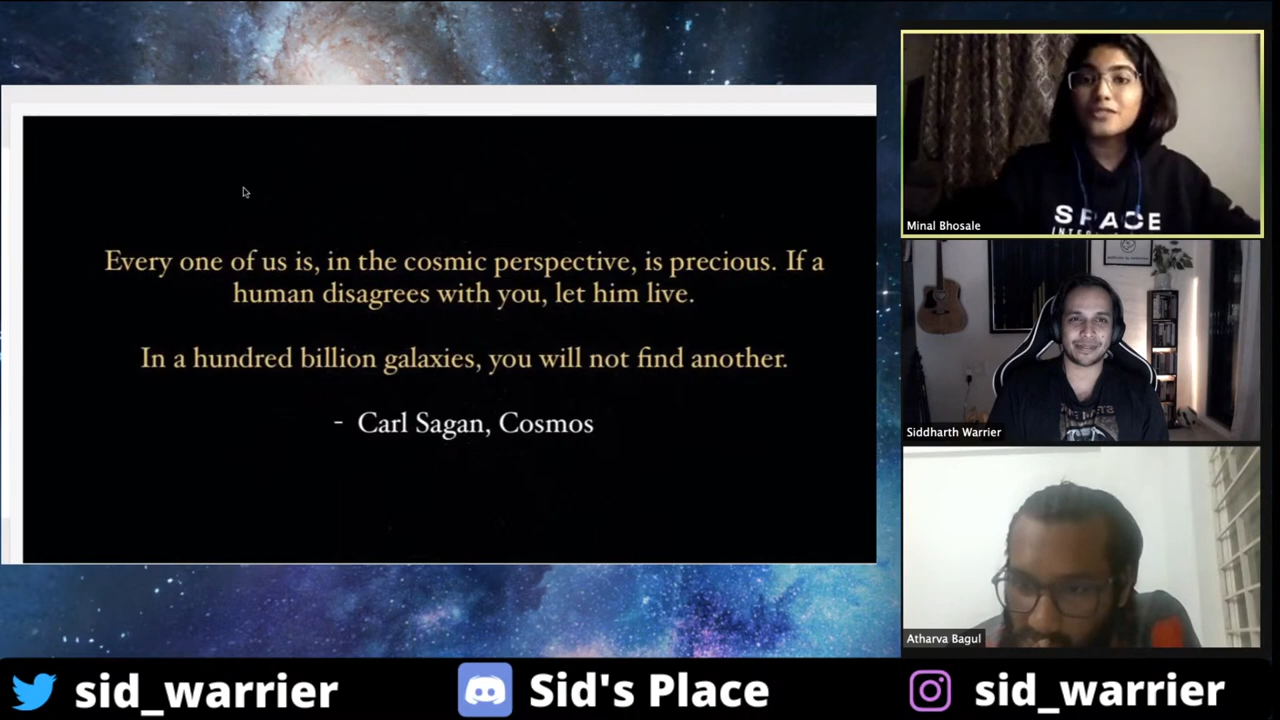 Every one of us is, in the cosmic perspective, is precious. If a
human disagrees with you, let him live.
In a hundred billion galaxies, you will not find another.
- Carl Sagan, Cosmos
SPACE
Minal Bhosale
Siddharth Warrier
Atharva Bagul
sid_warrier
Sid's Place
sid_warrier